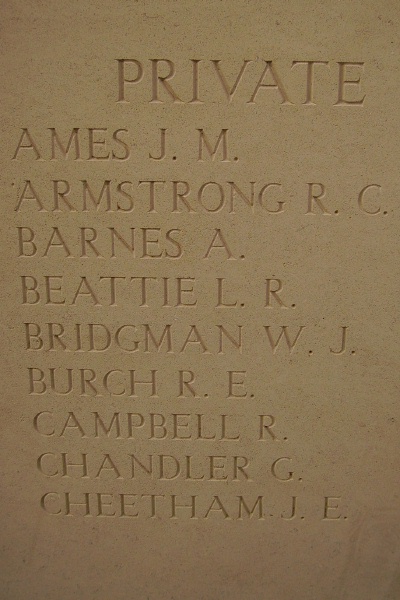 PRIVATE
AMES J. M.
ARMSTRONG R. C.
BARNES A.
BEATTIE L. R.
BRIDGMAN W. J.
BURCH R. E.
CAMPBELL R.
CHANDLER G.
CHEETHAM J. E.